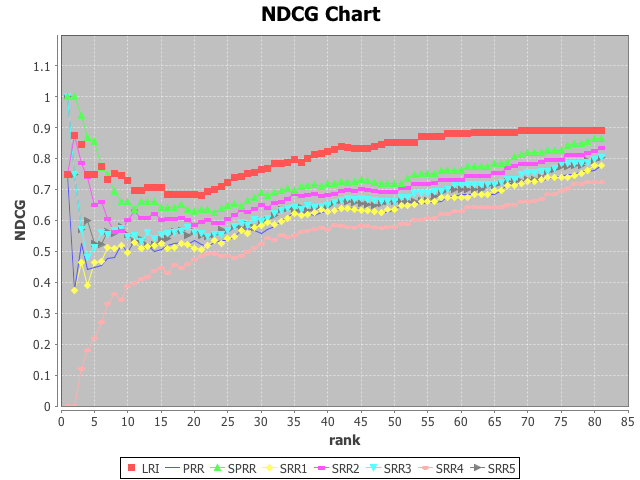 NDCG Chart
1.1
1
0.9
0.8
0.7
0.6
0.5
0.4
0.3
0.2
0.1
0
NDCG
0 5 10 15 20 25 30 35 40 45 50 55 60 65 70 75 80 85
rank
LRI PRR SPRR SRR1 SRR2 SRR3 SRR4 SRR5